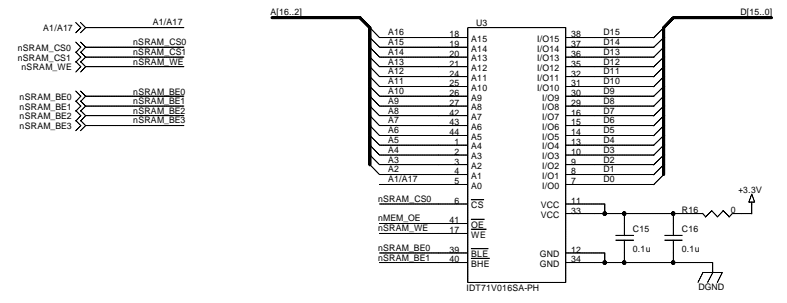 A[16..2] D[15..0]
A1/A17 A1/A17
nSRAM_CS0 nSRAM_CS0
nSRAM_CS1 nSRAM_CS1
nSRAM_WE nSRAM_WE
nSRAM_BE0 nSRAM_BE0
nSRAM_BE1 nSRAM_BE1
nSRAM_BE2 nSRAM_BE2
nSRAM_BE3 nSRAM_BE3
U3
A16 18 A15 I/O15 38 D15
A15 19 A14 I/O14 37 D14
A14 20 A13 I/O13 36 D13
A13 21 A12 I/O12 35 D12
A12 24 A11 I/O11 32 D11
A11 25 A10 I/O10 31 D10
A10 26 A9 I/O9 30 D9
A9 27 A8 I/O8 29 D8
A8 42 A7 I/O7 16 D7
A7 43 A6 I/O6 15 D6
A6 44 A5 I/O5 14 D5
A5 1 A4 I/O4 13 D4
A4 2 A3 I/O3 10 D3
A3 3 A2 I/O2 9 D2
A2 4 A1 I/O1 8 D1
A1/A17 5 A0 I/O0 7 D0
nSRAM_CS0 6 CS VCC 11
VCC 33 R16 0 +3.3V
nMEM_OE 41 OE
nSRAM_WE 17 WE
C15 0.1u
C16 0.1u
nSRAM_BE0 39 BLE GND 12
nSRAM_BE1 40 BHE GND 34
DGND
IDT71V016SA-PH